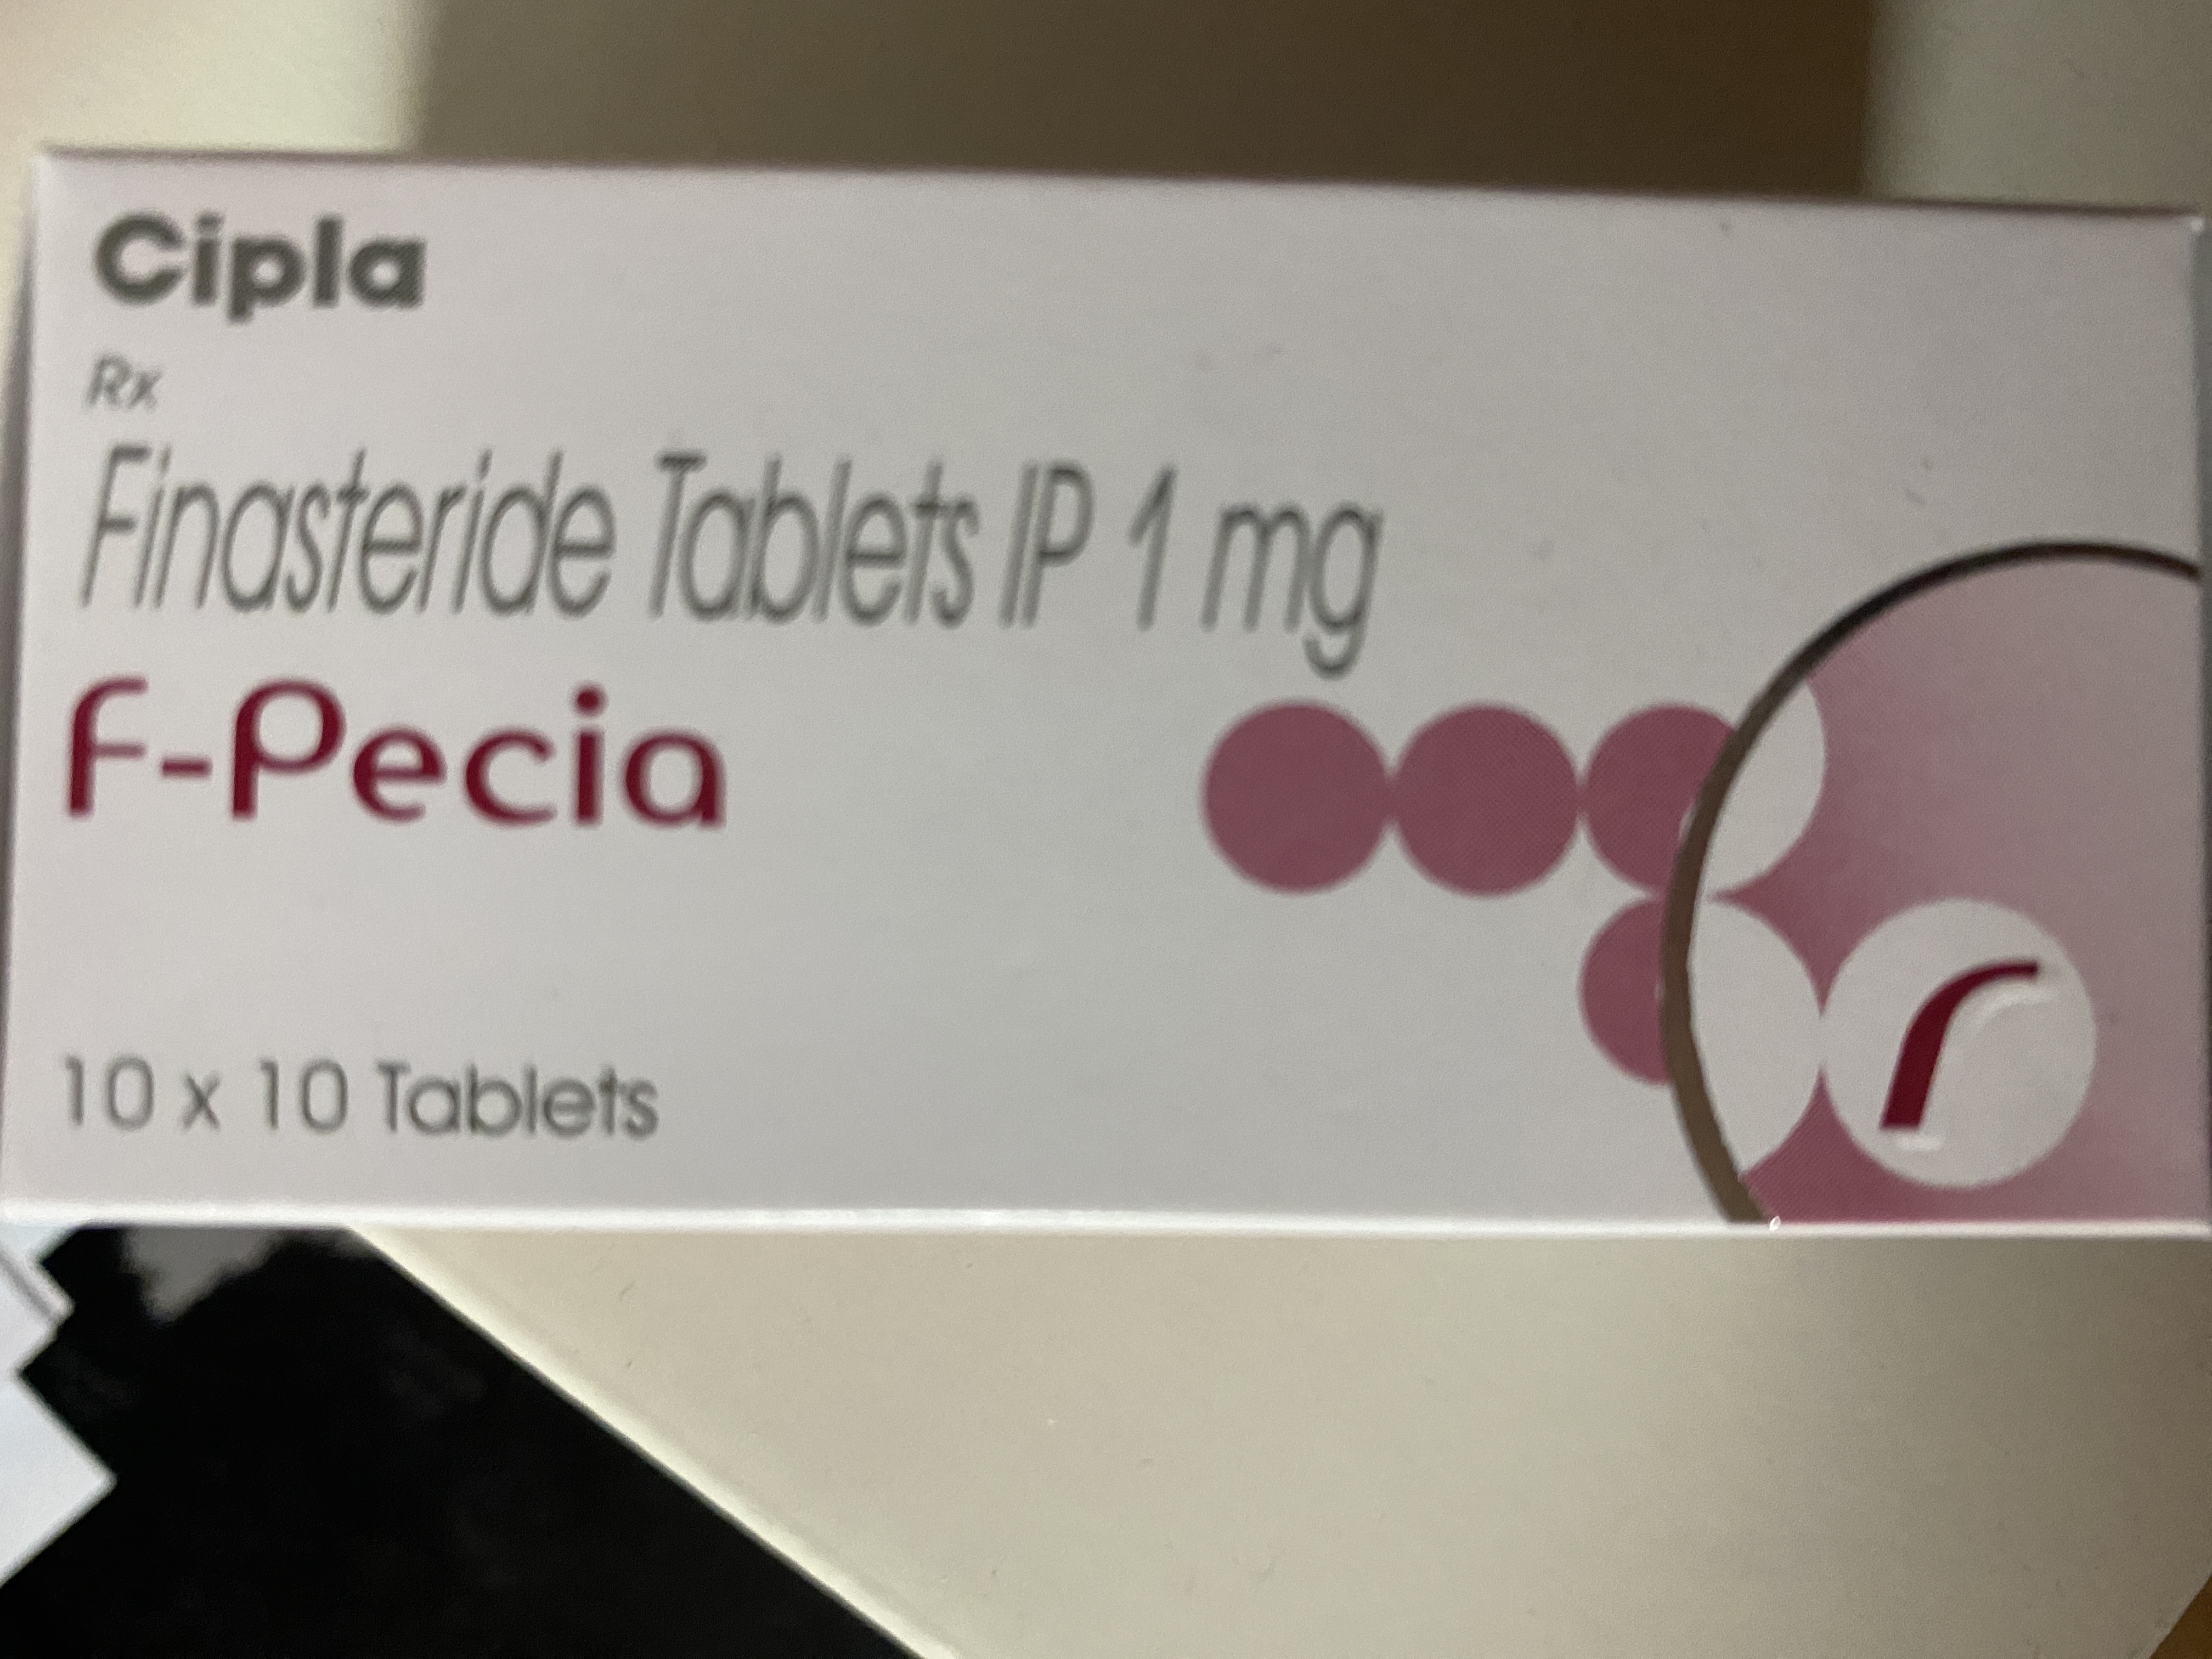 Cipla
Rx
Finasteride Tablets IP 1 mg
F-Pecia
10 x 10 Tablets